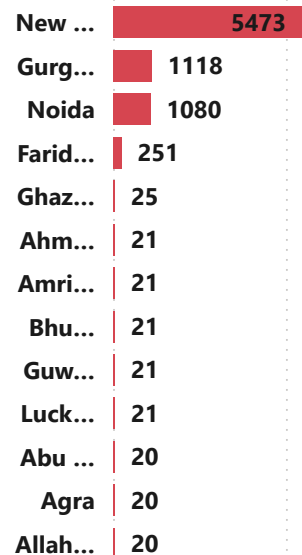 New ... 5473
Gurg... 1118
Noida 1080
Farid... 251
Ghaz... 25
Ahm... 21
Amri... 21
Bhu... 21
Guw... 21
Luck... 21
Abu ... 20
Agra 20
Allah... 20